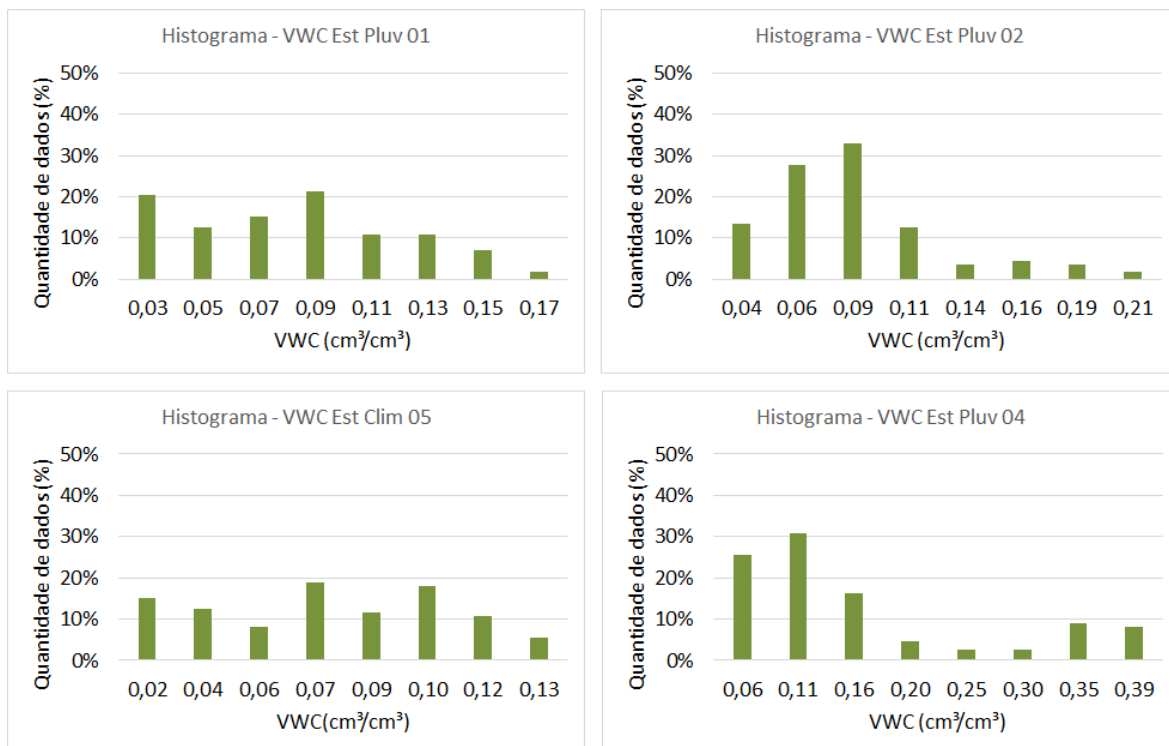 Histograma - VWC Est Pluv 01
Quantidade de dados (%)
50%
40%
30%
20%
10%
0%
0,03 0,05 0,07 0,09 0,11 0,13 0,15 0,17
VWC (cm³/cm³)
Histograma - VWC Est Pluv 02
Quantidade de dados (%)
50%
40%
30%
20%
10%
0%
0,04 0,06 0,09 0,11 0,14 0,16 0,19 0,21
VWC (cm³/cm³)
Histograma - VWC Est Clim 05
Quantidade de dados (%)
50%
40%
30%
20%
10%
0%
0,02 0,04 0,06 0,07 0,09 0,10 0,12 0,13
VWC(cm³/cm³)
Histograma - VWC Est Pluv 04
Quantidade de dados (%)
50%
40%
30%
20%
10%
0%
0,06 0,11 0,16 0,20 0,25 0,30 0,35 0,39
VWC (cm³/cm³)